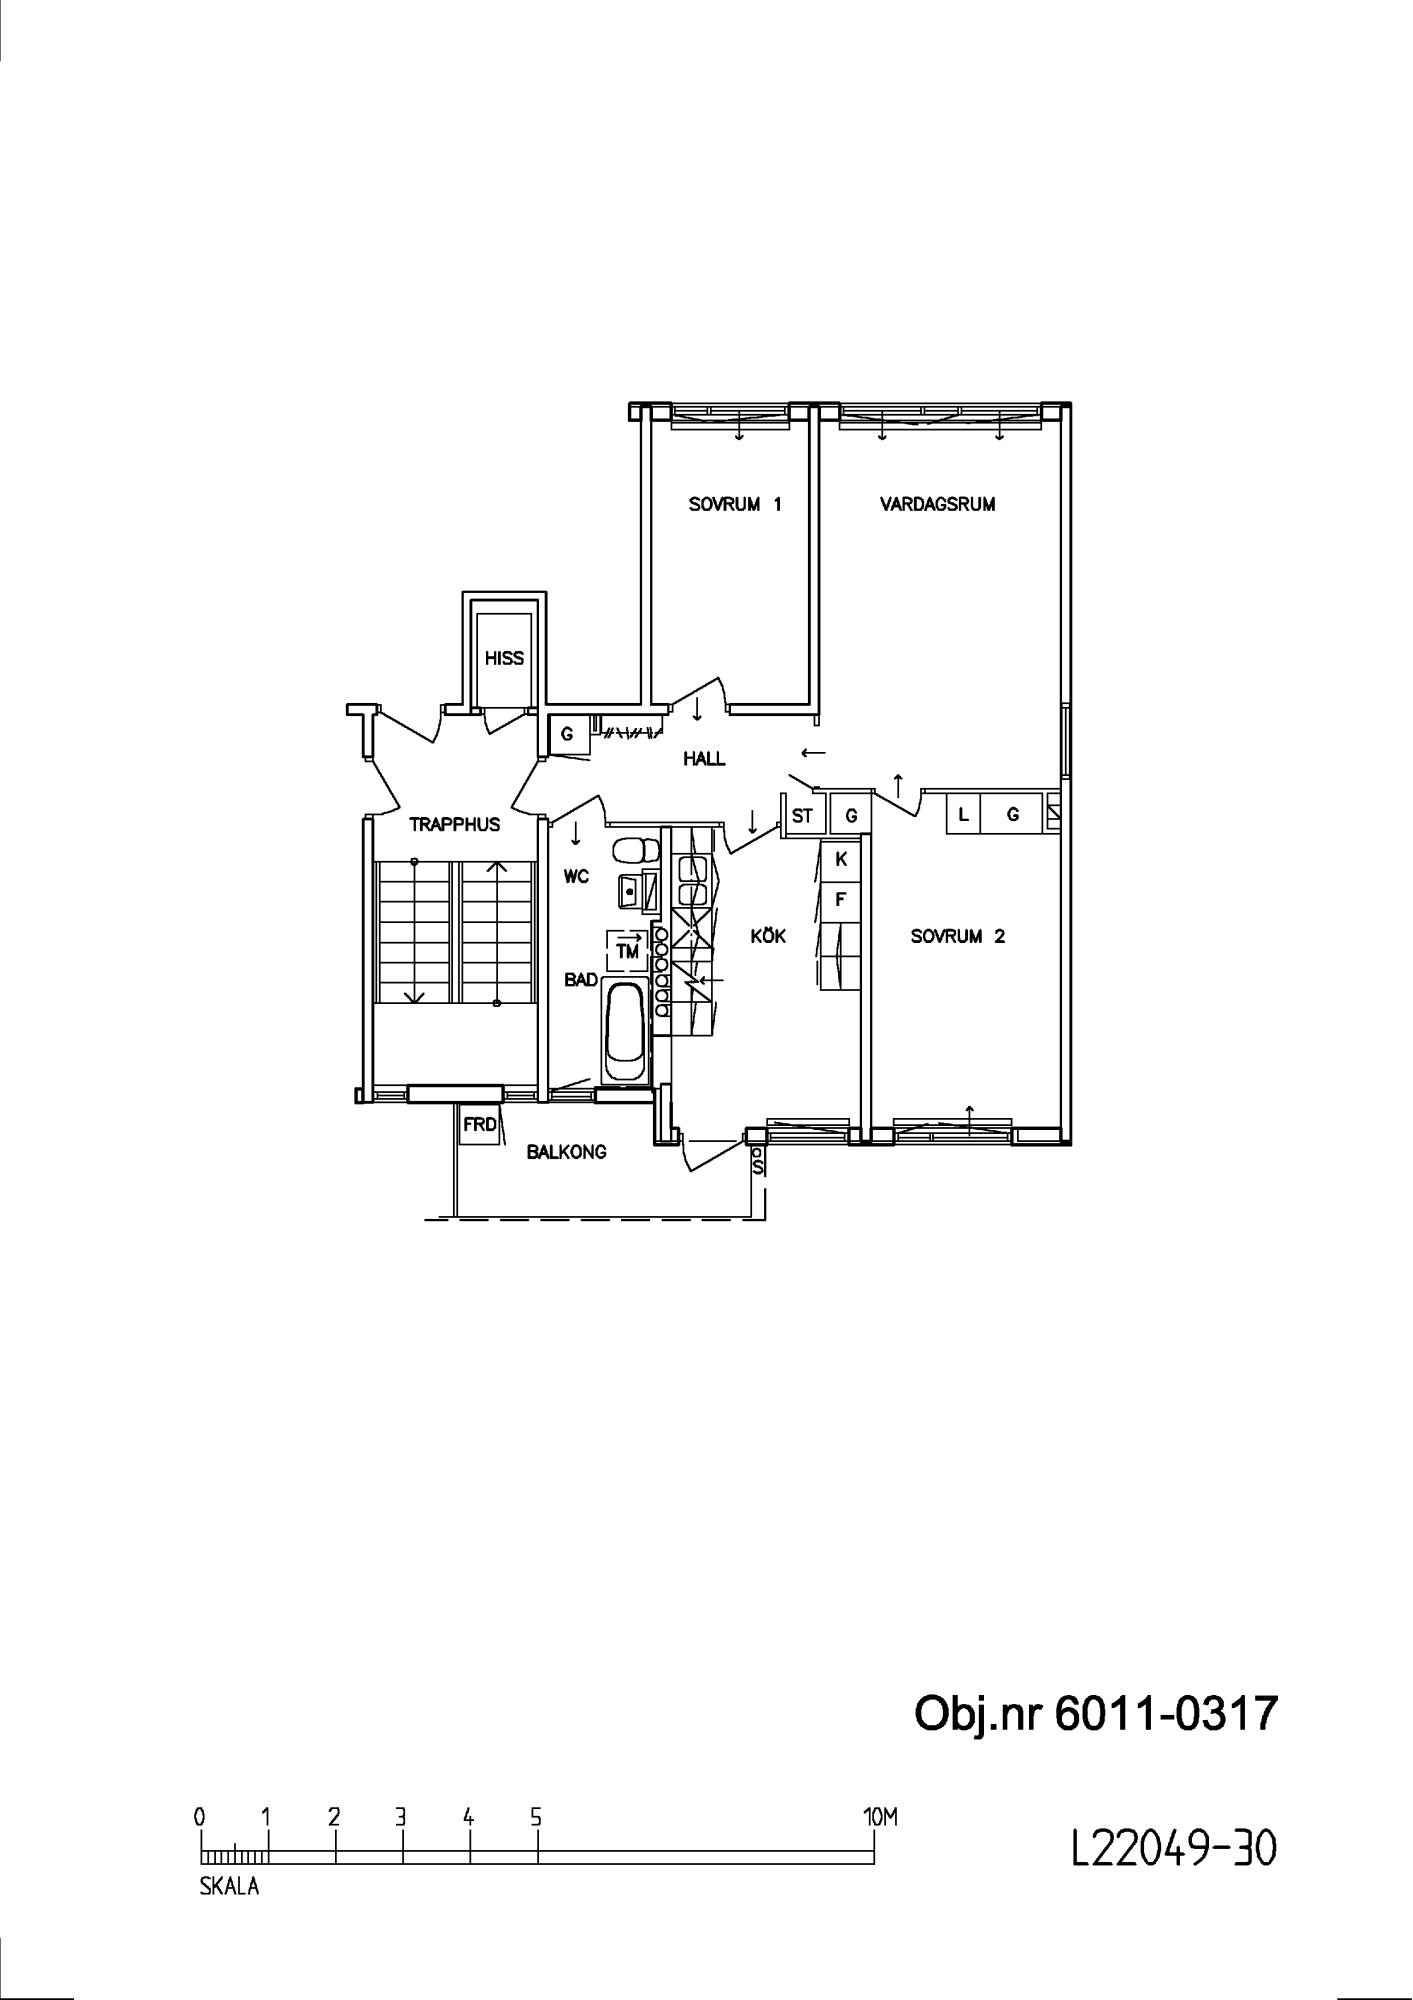 SOVRUM 1
VARDAGSRUM
HISS
G
HALL
ST
G
L
G
TRAPPHUS
WC
K
F
KÖK
SOVRUM 2
TM
BAD
FRD
BALKONG
S
Obj.nr 6011-0317
0 1 2 3 4 5 10M
SKALA
L22049-30